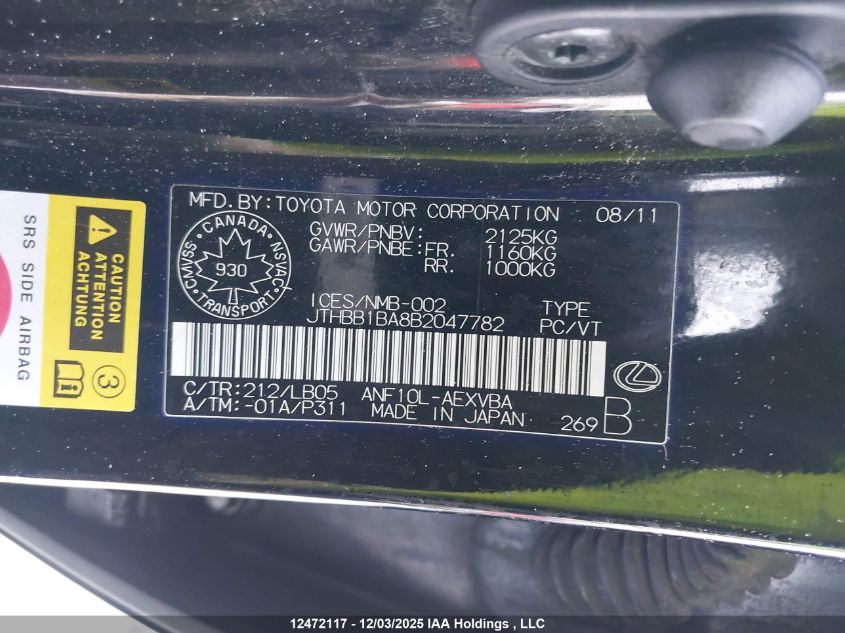 MFD. BY: TOYOTA MOTOR CORPORATION 08/11
GVWR/PNBV: 2125KG
GAWR/PNBE: FR. 1160KG
RR. 1000KG
CANADA
CMVSS
NSVAC
930
TRANSPORT
ICES/NMB-002 TYPE
JTHBB1BA8B2047782 PC/VT
C/TR: 212/LB05 ANF10L-AEXVBA
A/TM: -01A/P311 MADE IN JAPAN 269 B
SRS SIDE AIRBAG
CAUTION
ATTENTION
ACHTUNG
3
12472117 - 12/03/2025 IAA Holdings , LLC